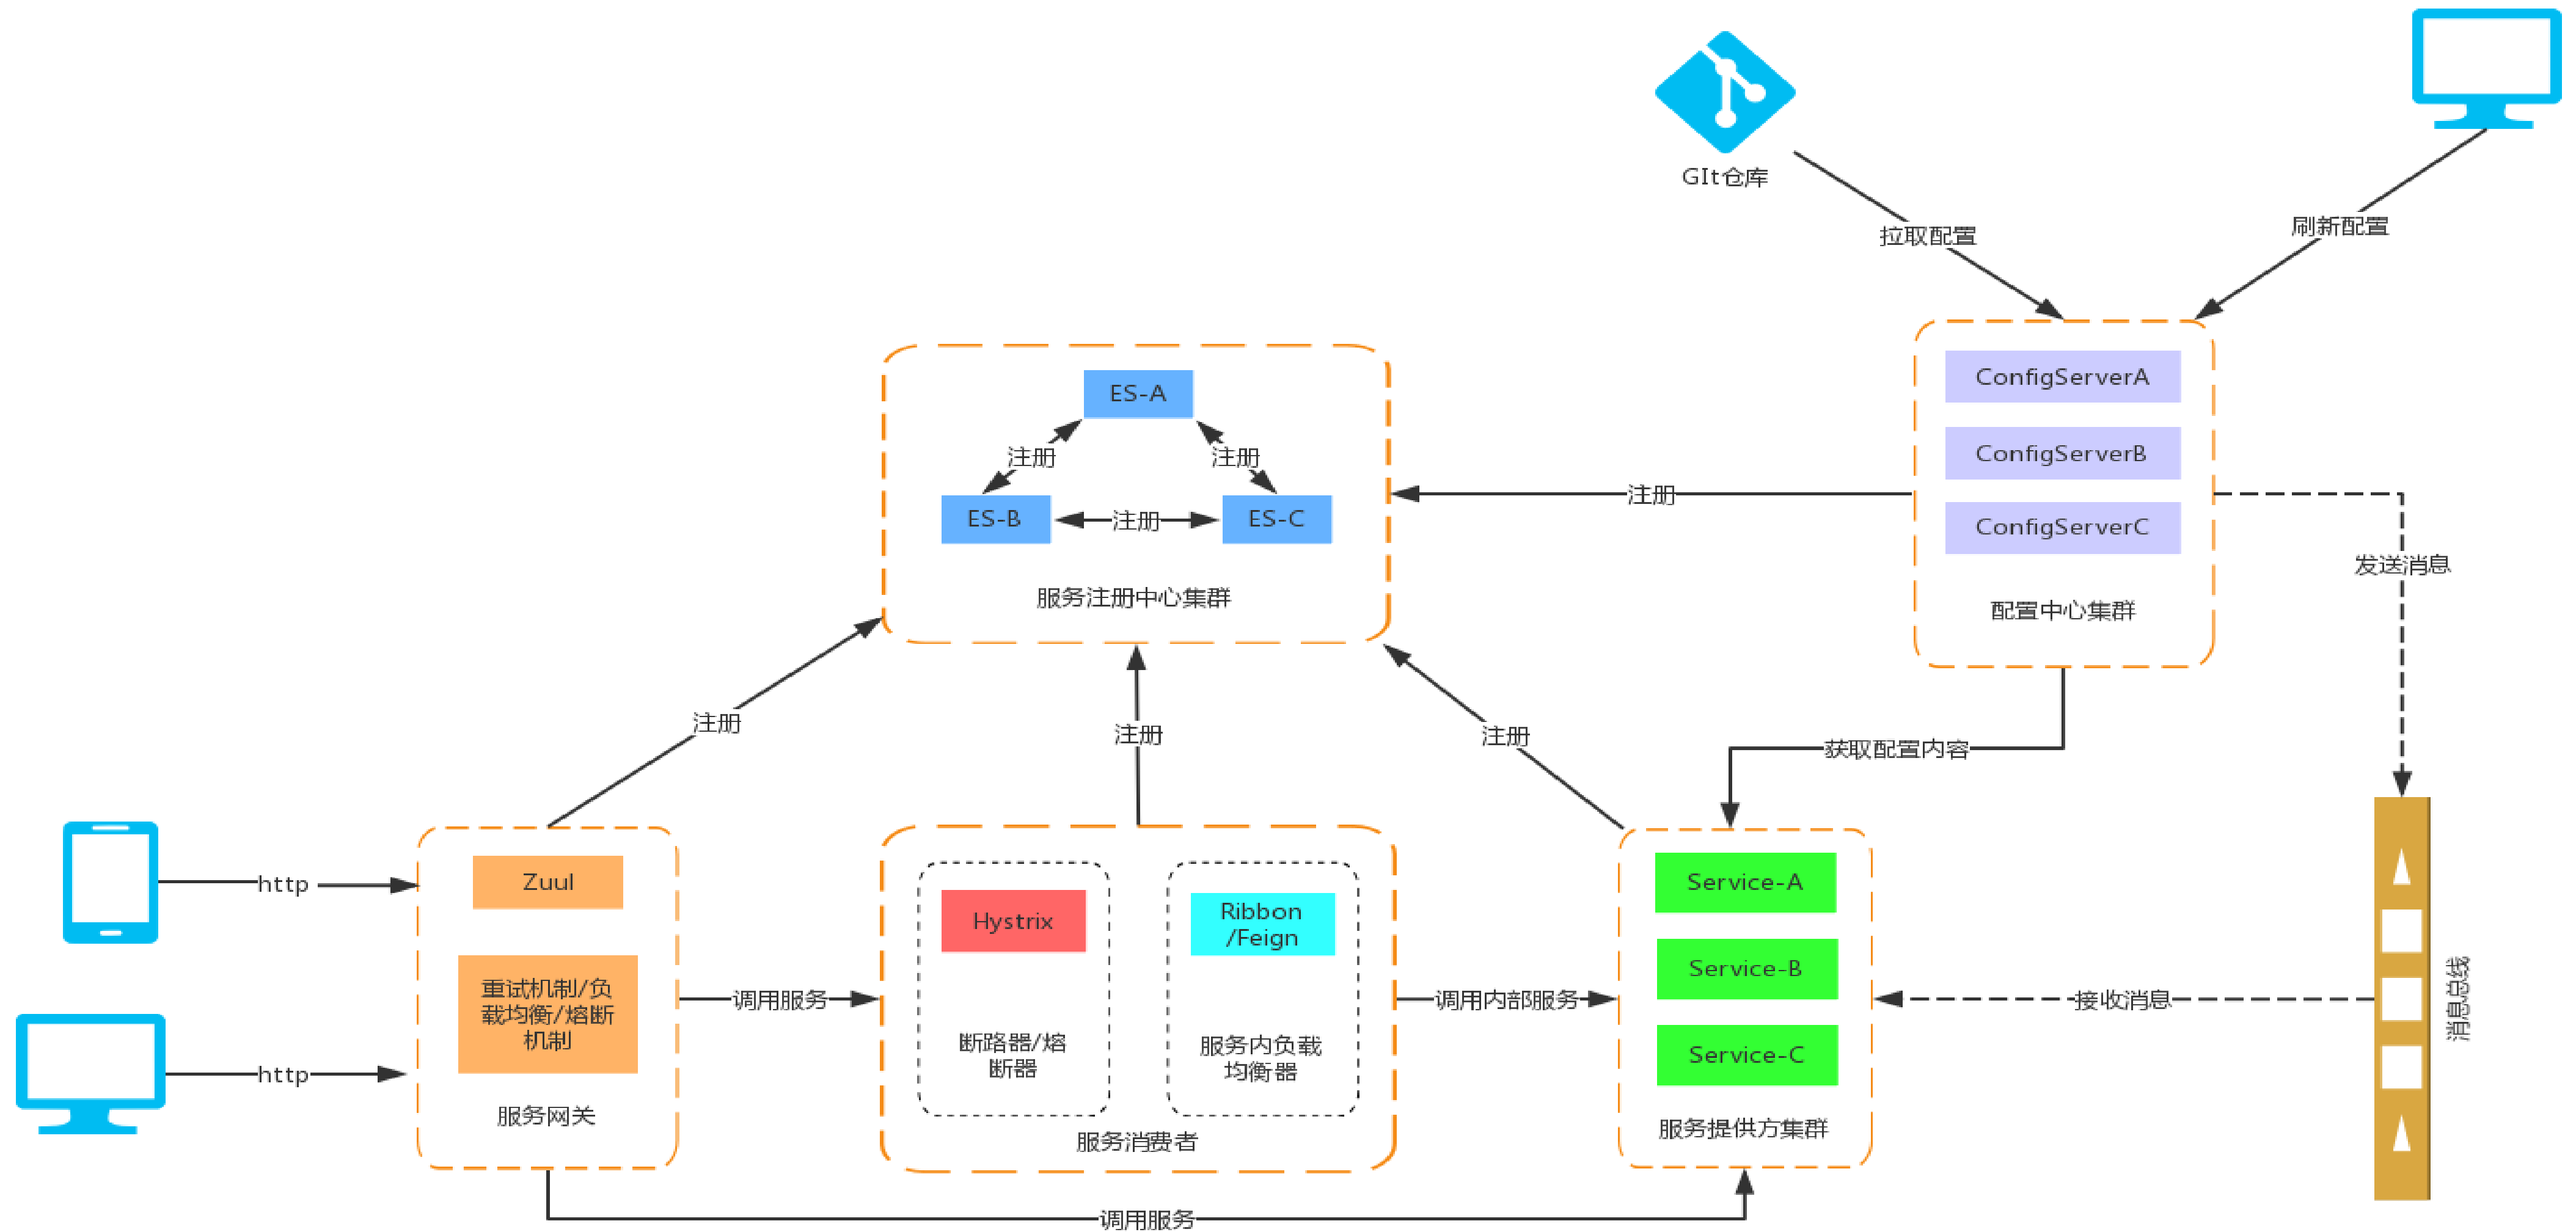 GIt仓库
拉取配置
刷新配置
ConfigServerA
ConfigServerB
ConfigServerC
配置中心集群
ES-A
注册
注册
ES-B
注册
ES-C
服务注册中心集群
注册
发送消息
注册
注册
注册
获取配置内容
http
http
Zuul
重试机制/负
载均衡/熔断
机制
服务网关
调用服务
Hystrix
断路器/熔
断器
Ribbon
/Feign
服务内负载
均衡器
服务消费者
调用内部服务
Service-A
Service-B
Service-C
服务提供方集群
接收消息
消息总线
调用服务